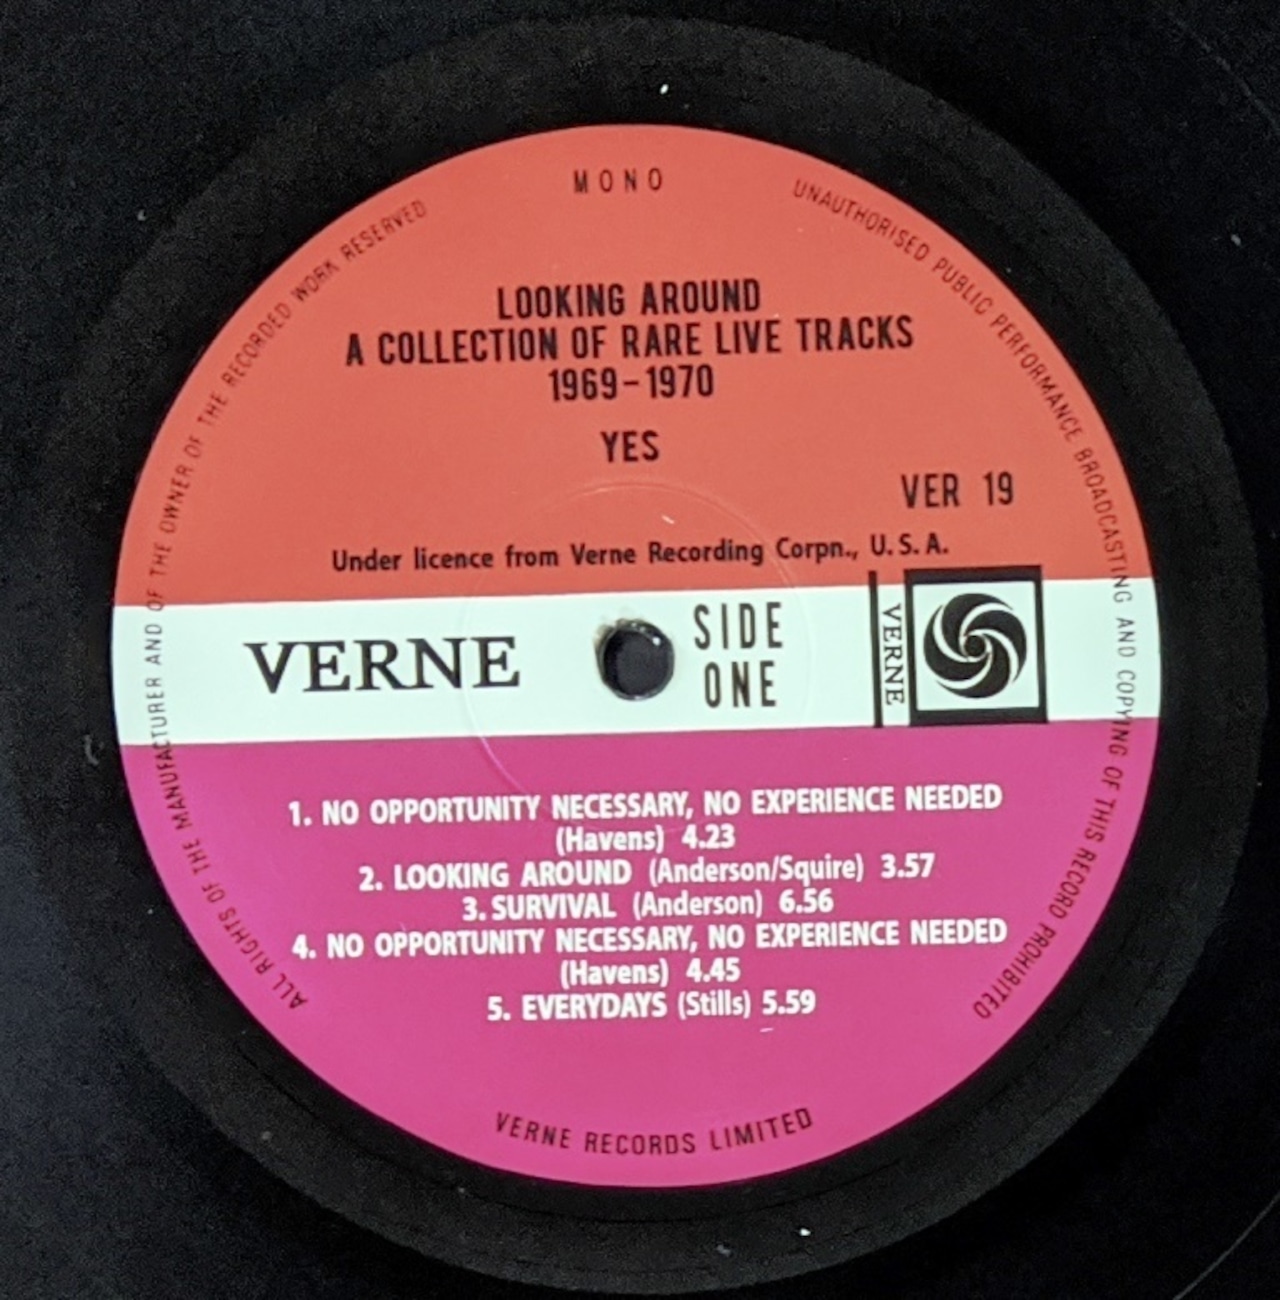 MONO
LOOKING AROUND
A COLLECTION OF RARE LIVE TRACKS
1969-1970
YES
VER 19
Under licence from Verne Recording Corpn., U.S.A.
VERNE
SIDE
ONE
VERNE
1. NO OPPORTUNITY NECESSARY, NO EXPERIENCE NEEDED
(Havens) 4.23
2. LOOKING AROUND (Anderson/Squire) 3.57
3. SURVIVAL (Anderson) 6.56
4. NO OPPORTUNITY NECESSARY, NO EXPERIENCE NEEDED
(Havens) 4.45
5. EVERYDAYS (Stills) 5.59
VERNE RECORDS LIMITED
ALL RIGHTS OF THE MANUFACTURER AND OF THE OWNER OF THE RECORDED WORK RESERVED
UNAUTHORISED PUBLIC PERFORMANCE BROADCASTING AND COPYING OF THIS RECORD PROHIBITED